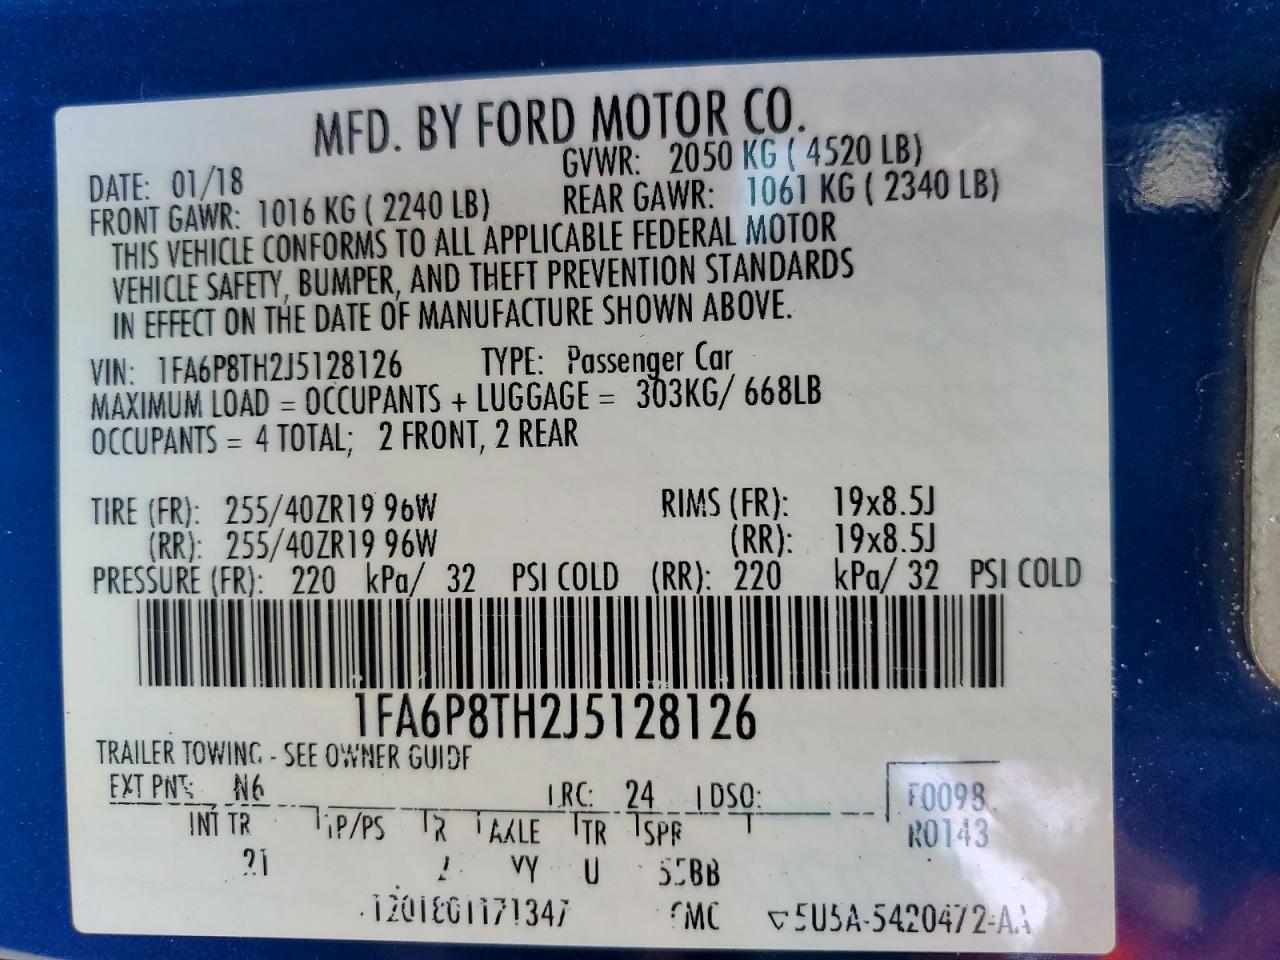 MFD. BY FORD MOTOR CO.
DATE: 01/18 GVWR: 2050 KG ( 4520 LB)
FRONT GAWR: 1016 KG ( 2240 LB) REAR GAWR: 1061 KG ( 2340 LB)
THIS VEHICLE CONFORMS TO ALL APPLICABLE FEDERAL MOTOR
VEHICLE SAFETY, BUMPER, AND THEFT PREVENTION STANDARDS
IN EFFECT ON THE DATE OF MANUFACTURE SHOWN ABOVE.
VIN: 1FA6P8TH2J5128126 TYPE: Passenger Car
MAXIMUM LOAD = OCCUPANTS + LUGGAGE = 303KG/ 668LB
OCCUPANTS = 4 TOTAL; 2 FRONT, 2 REAR
TIRE (FR): 255/40ZR19 96W RIMS (FR): 19x8.5J
(RR): 255/40ZR19 96W (RR): 19x8.5J
PRESSURE (FR): 220 kPa/ 32 PSI COLD (RR): 220 kPa/ 32 PSI COLD
1FA6P8TH2J5128126
TRAILER TOWING - SEE OWNER GUIDE
EXT PNT: N6 RC: 24 DSO: F0098
INT TR TP/PS R AXLE TR SPR R0143
VY U
5U5A-5420472-AA